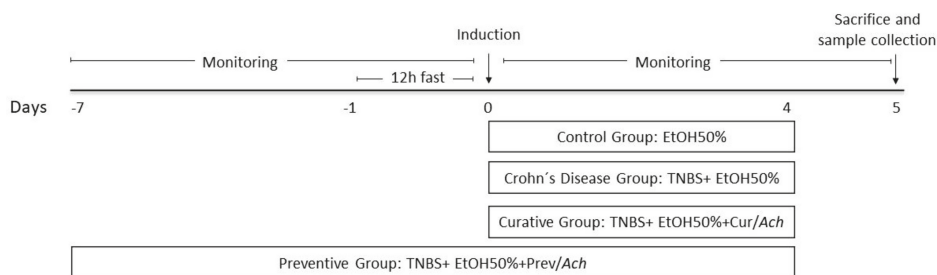 Sacrifice and
sample collection
Induction
Monitoring
Monitoring
12h fast
Days
-7
-1
0
4
5
Control Group: EtOH50%
Crohn´s Disease Group: TNBS+ EtOH50%
Curative Group: TNBS+ EtOH50%+Cur/Ach
Preventive Group: TNBS+ EtOH50%+Prev/Ach